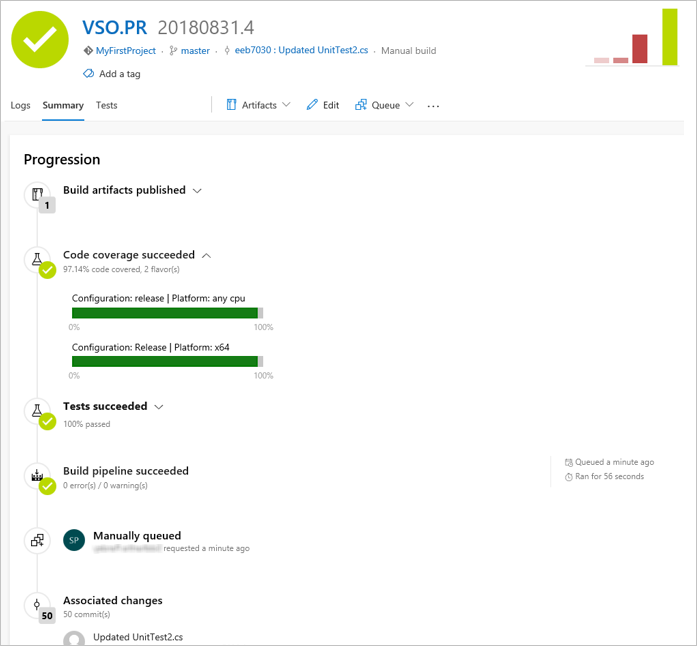 VSO.PR 20180831.4
MyFirstProject · master · eeb7030 : Updated UnitTest2.cs · Manual build
Add a tag
Logs Summary Tests Artifacts Edit Queue ...
Progression
Build artifacts published
1
Code coverage succeeded
97.14% code covered, 2 flavor(s)
Configuration: release | Platform: any cpu
0% 100%
Configuration: Release | Platform: x64
0% 100%
Tests succeeded
100% passed
Build pipeline succeeded
0 error(s) / 0 warning(s)
Queued a minute ago
Ran for 56 seconds
SP Manually queued
requested a minute ago
Associated changes
50 50 commit(s)
Updated UnitTest2.cs